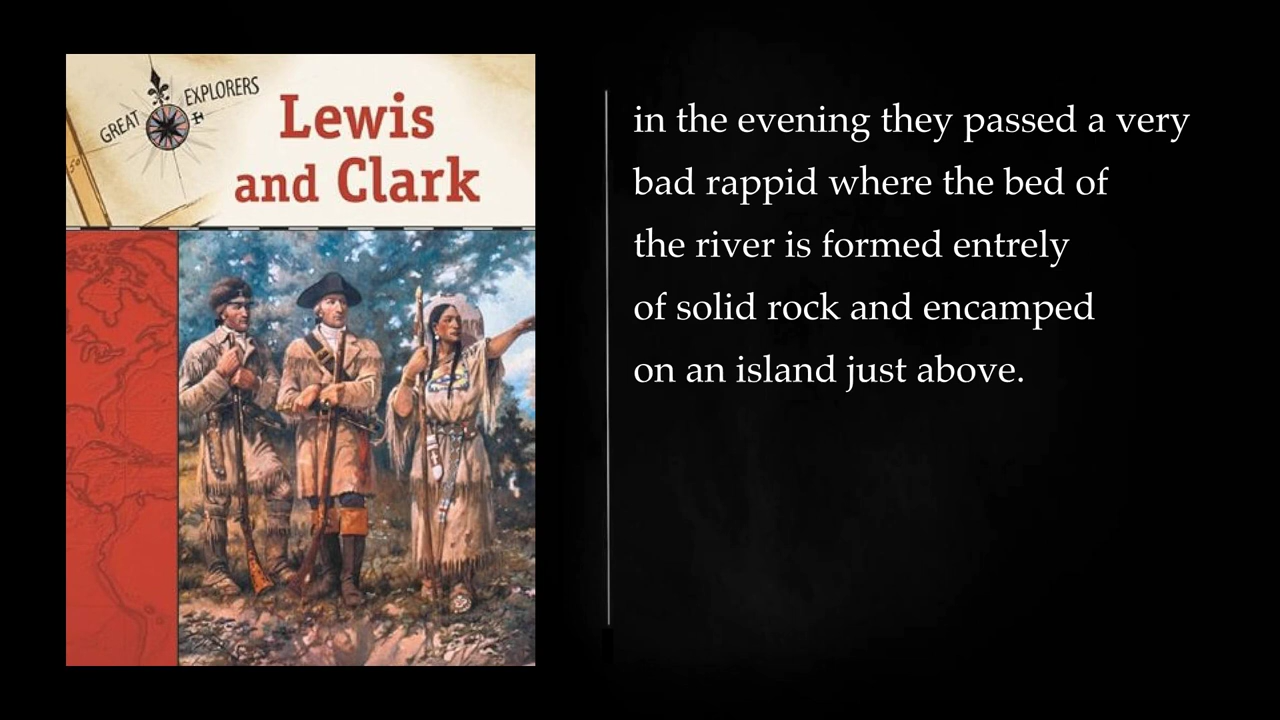 GREAT EXPLORERS
Lewis
and Clark
in the evening they passed a very
bad rappid where the bed of
the river is formed entrely
of solid rock and encamped
on an island just above.